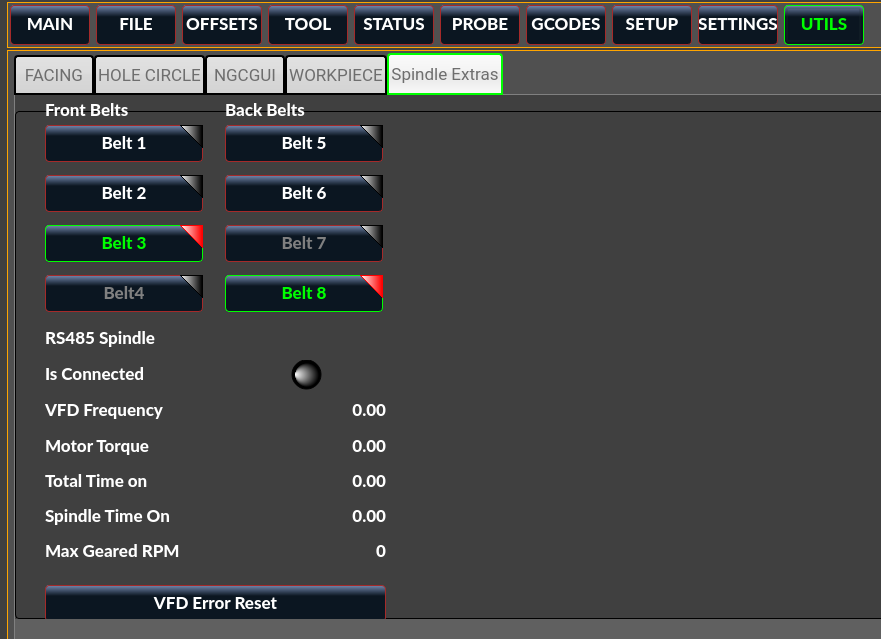 MAIN FILE OFFSETS TOOL STATUS PROBE GCODES SETUP SETTINGS UTILS
FACING HOLE CIRCLE NGCGUI WORKPIECE Spindle Extras
Front Belts Back Belts
Belt 1 Belt 5
Belt 2 Belt 6
Belt 3 Belt 7
Belt4 Belt 8
RS485 Spindle
Is Connected
VFD Frequency 0.00
Motor Torque 0.00
Total Time on 0.00
Spindle Time On 0.00
Max Geared RPM 0
VFD Error Reset